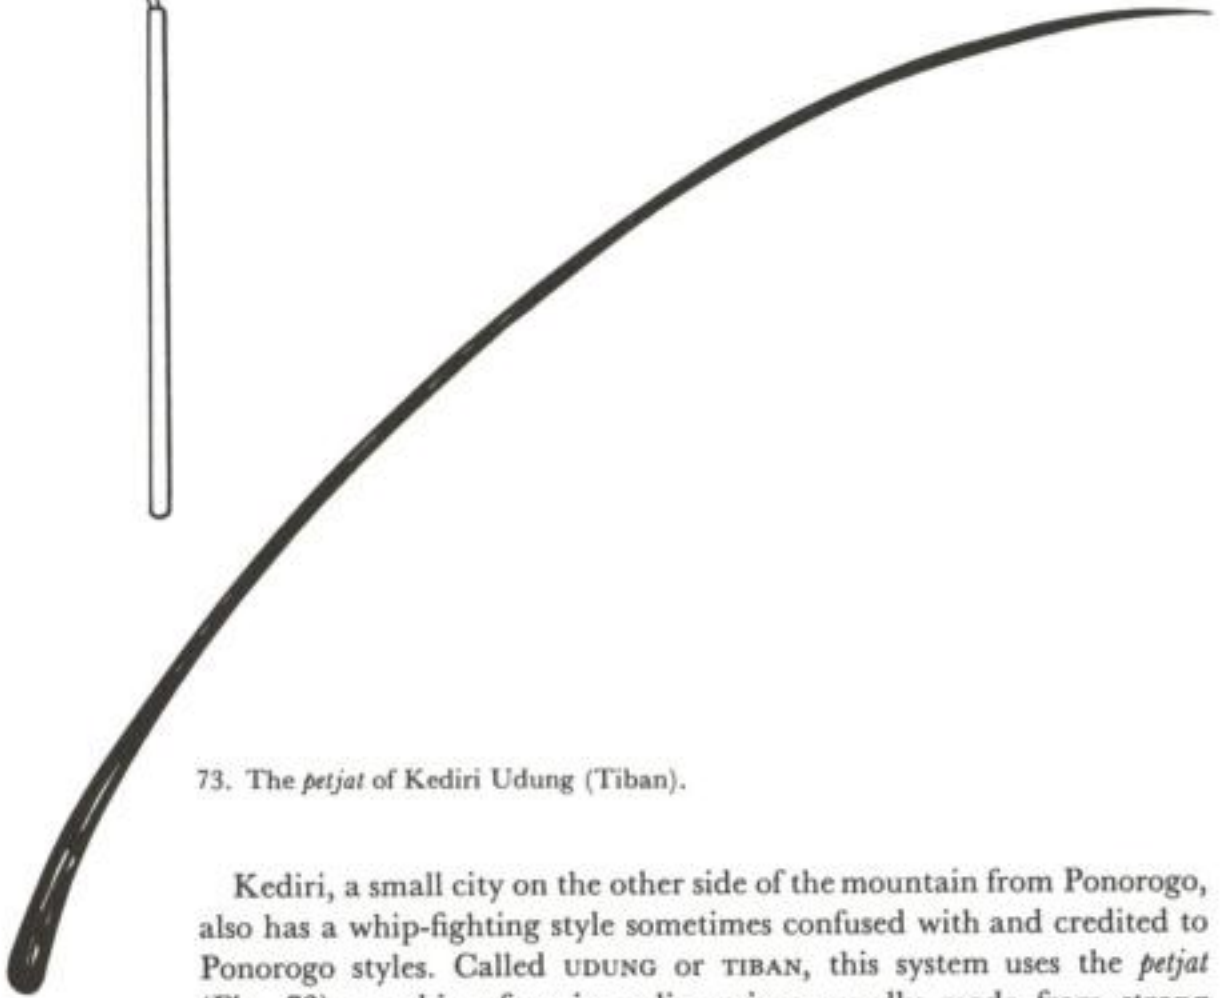 73. The petjat of Kediri Udung (Tiban).
Kediri, a small city on the other side of the mountain from Ponorogo,
also has a whip-fighting style sometimes confused with and credited to
Ponorogo styles. Called UDUNG or TIBAN, this system uses the petjat